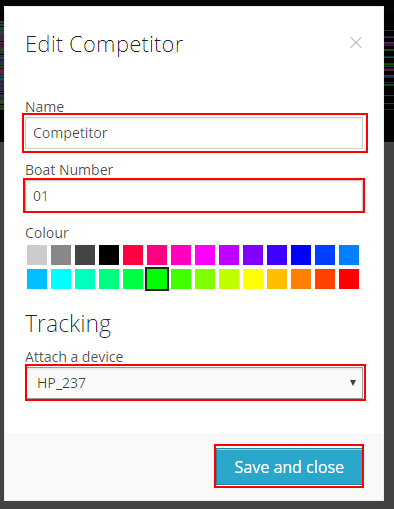 Edit Competitor
Name
Competitor
Boat Number
01
Colour
Tracking
Attach a device
HP_237
Save and close